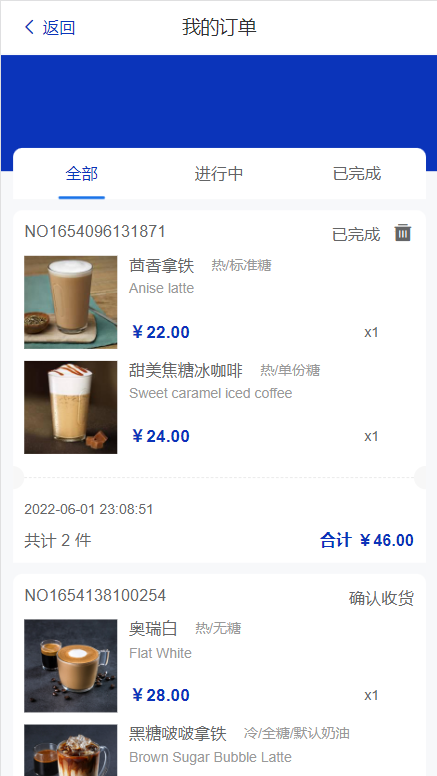 返回
我的订单
全部
进行中
已完成
NO1654096131871
已完成
茴香拿铁 热/标准糖
Anise latte
￥22.00
x1
甜美焦糖冰咖啡 热/单份糖
Sweet caramel iced coffee
￥24.00
x1
2022-06-01 23:08:51
共计 2 件
合计 ￥46.00
NO1654138100254
确认收货
奥瑞白 热/无糖
Flat White
￥28.00
x1
黑糖啵啵拿铁 冷/全糖/默认奶油
Brown Sugar Bubble Latte